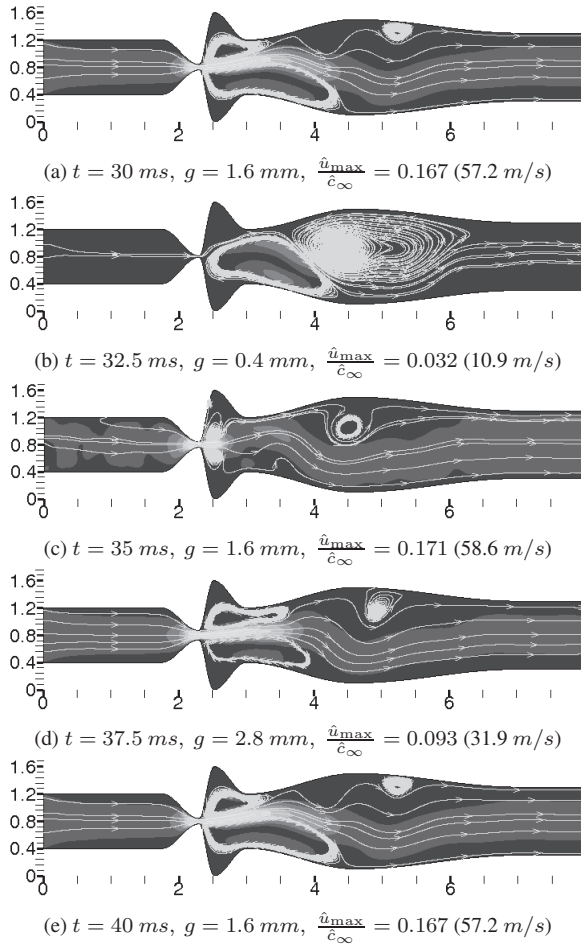 1.6
1.2
0.8
0.4
0
0 2 4 6
(a) t = 30 ms, g = 1.6 mm, û_max/ĉ_∞ = 0.167 (57.2 m/s)
1.6
1.2
0.8
0.4
0
0 2 4 6
(b) t = 32.5 ms, g = 0.4 mm, û_max/ĉ_∞ = 0.032 (10.9 m/s)
1.6
1.2
0.8
0.4
0
0 2 4 6
(c) t = 35 ms, g = 1.6 mm, û_max/ĉ_∞ = 0.171 (58.6 m/s)
1.6
1.2
0.8
0.4
0
0 2 4 6
(d) t = 37.5 ms, g = 2.8 mm, û_max/ĉ_∞ = 0.093 (31.9 m/s)
1.6
1.2
0.8
0.4
0
0 2 4 6
(e) t = 40 ms, g = 1.6 mm, û_max/ĉ_∞ = 0.167 (57.2 m/s)